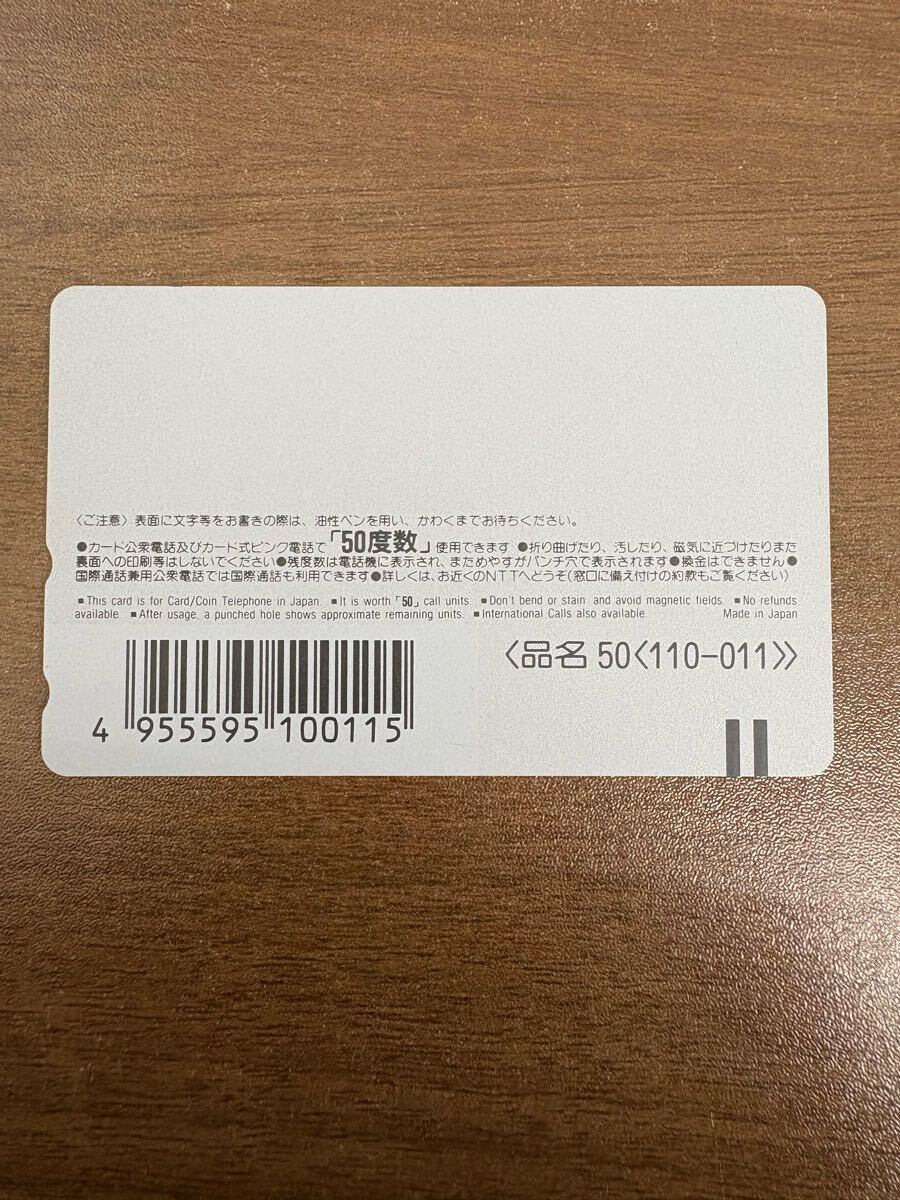 〈ご注意〉表面に文字等をお書きの際は、油性ペンを用い、かわくまでお待ちください。
●カード公衆電話及びカード式ピンク電話で「50度数」使用できます ●折り曲げたり、汚したり、磁気に近づけたりまた
裏面への印刷等はしないでください●残度数は電話機に表示され、まためやすがパンチ穴で表示されます●換金はできません●
国際通話兼用公衆電話では国際通話も利用できます●詳しくは、お近くのNTTへどうぞ(窓口に備え付けの約款もご覧ください)
■This card is for Card/Coin Telephone in Japan. ■It is worth「50」call units. ■Don't bend or stain and avoid magnetic fields. ■No refunds
available. ■After usage, a punched hole shows approximate remaining units. ■International Calls also available. Made in Japan
〈品名 50〈110-011〉〉
4 955595 100115